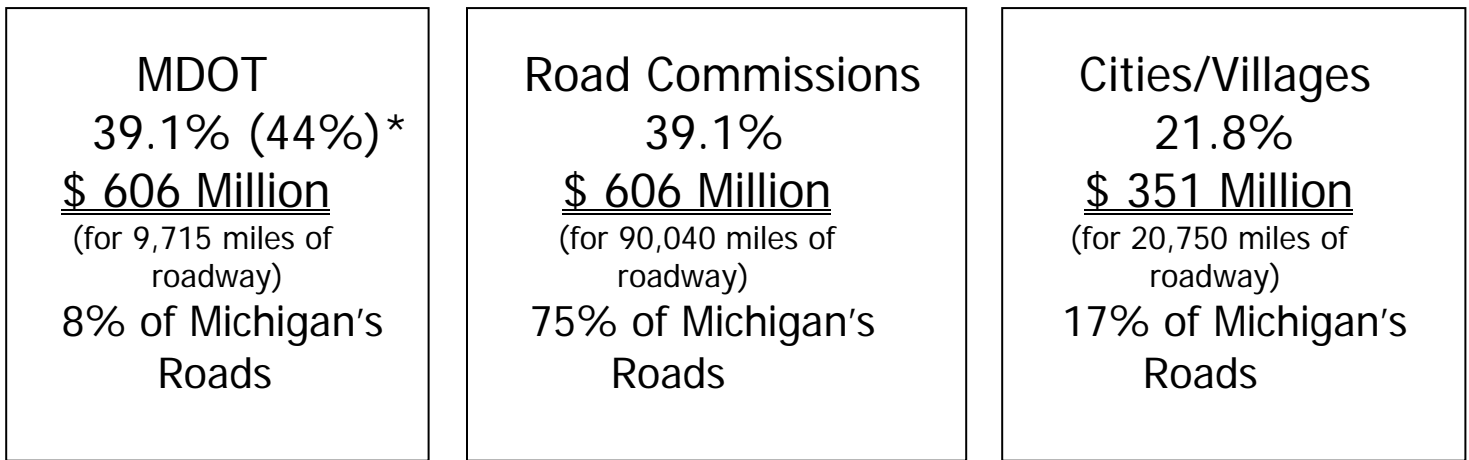 MDOT
39.1% (44%)*
$ 606 Million
(for 9,715 miles of
roadway)
8% of Michigan's
Roads
Road Commissions
39.1%
$ 606 Million
(for 90,040 miles of
roadway)
75% of Michigan's
Roads
Cities/Villages
21.8%
$ 351 Million
(for 20,750 miles of
roadway)
17% of Michigan's
Roads